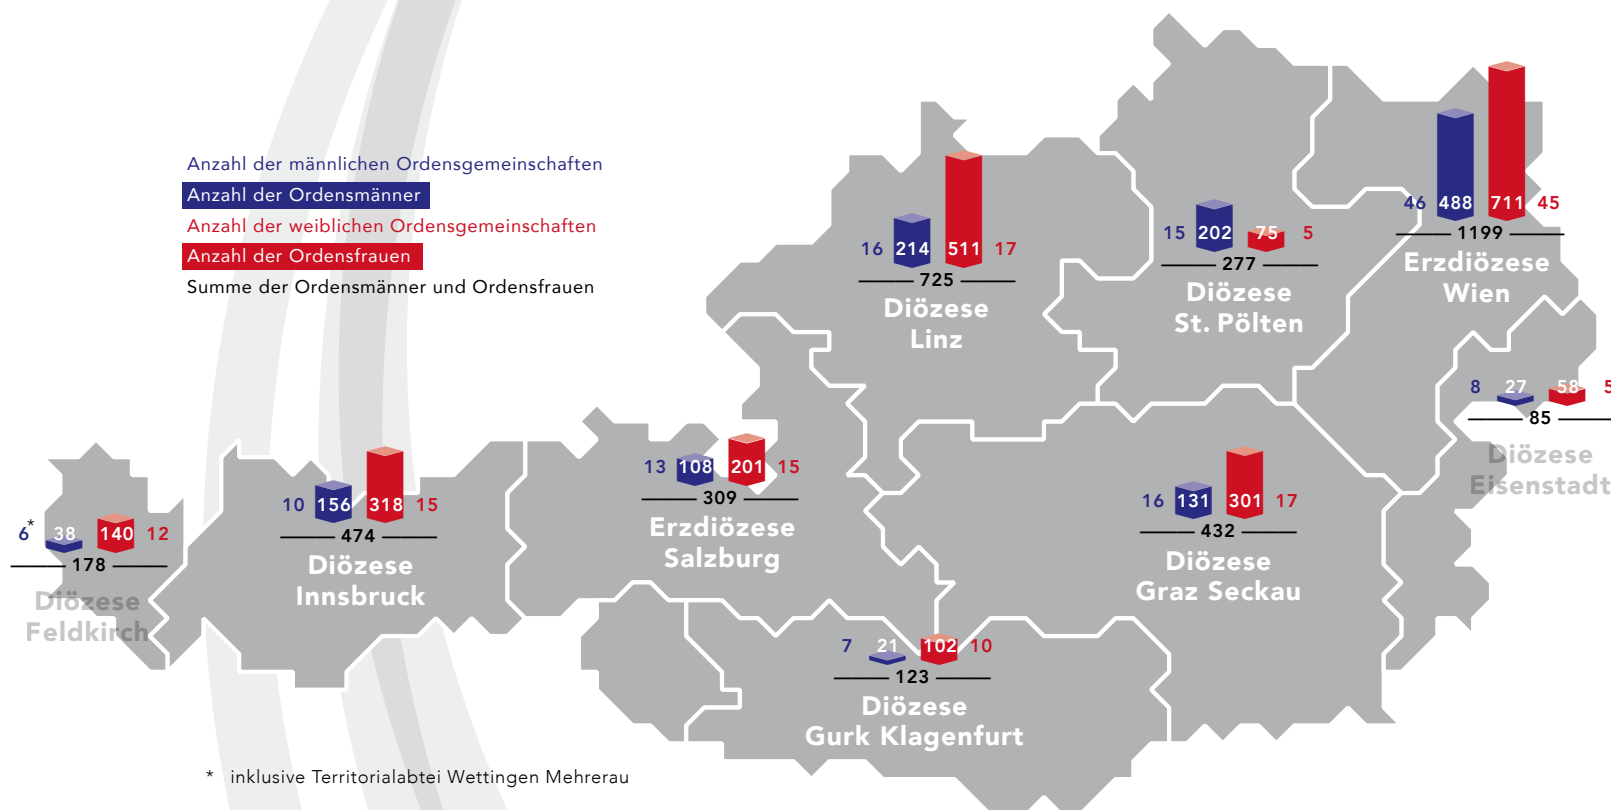 Anzahl der männlichen Ordensgemeinschaften
Anzahl der Ordensmänner
Anzahl der weiblichen Ordensgemeinschaften
Anzahl der Ordensfrauen
Summe der Ordensmänner und Ordensfrauen
46 488 711 45
1199
Erzdiözese
Wien
15 202 75 5
277
Diözese
St. Pölten
16 214 511 17
725
Diözese
Linz
8 27 58 5
85
Diözese
Eisenstadt
13 108 201 15
309
Erzdiözese
Salzburg
10 156 318 15
474
Diözese
Innsbruck
6* 38 140 12
178
Diözese
Feldkirch
16 131 301 17
432
Diözese
Graz Seckau
7 21 102 10
123
Diözese
Gurk Klagenfurt
* inklusive Territorialabtei Wettingen Mehrerau